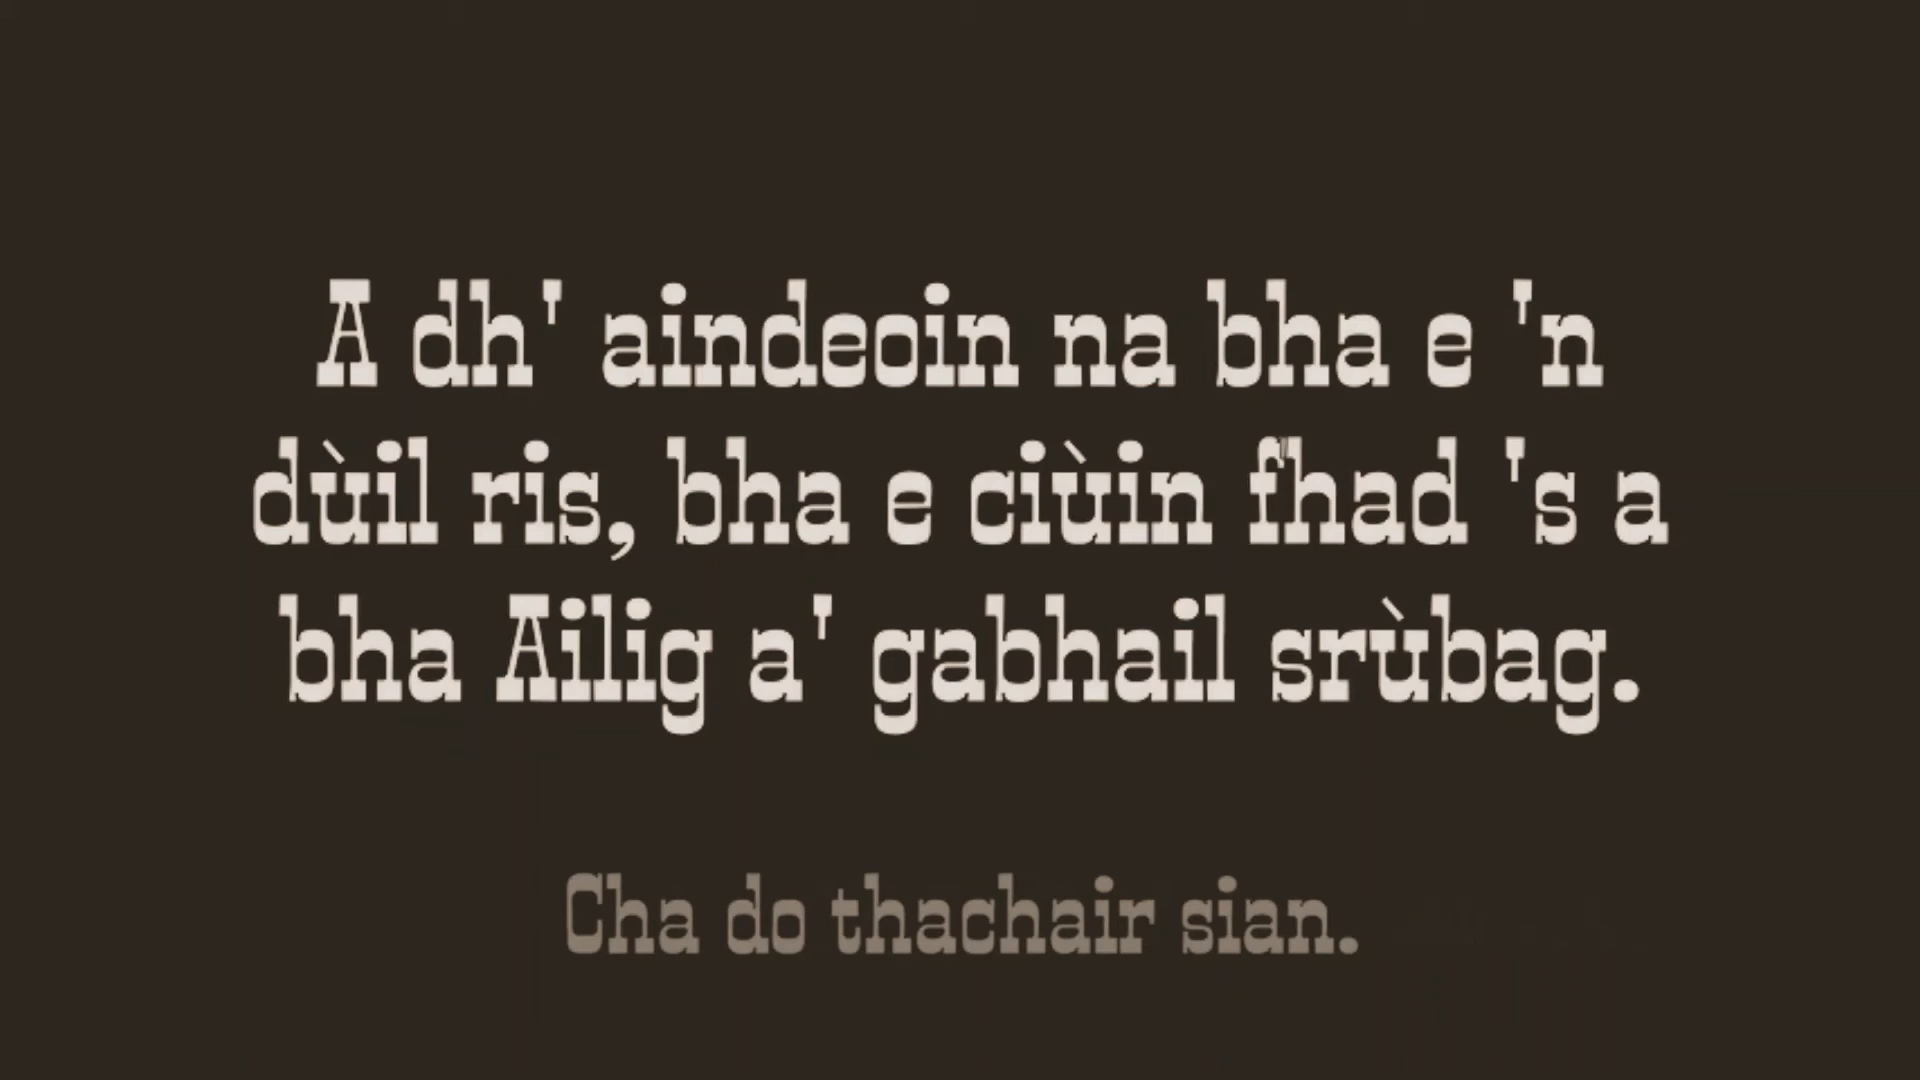 A dh' aindeoin na bha e 'n
dùil ris, bha e ciùin fhad 's a
bha Ailig a' gabhail srùbag.
Cha do thachair sian.